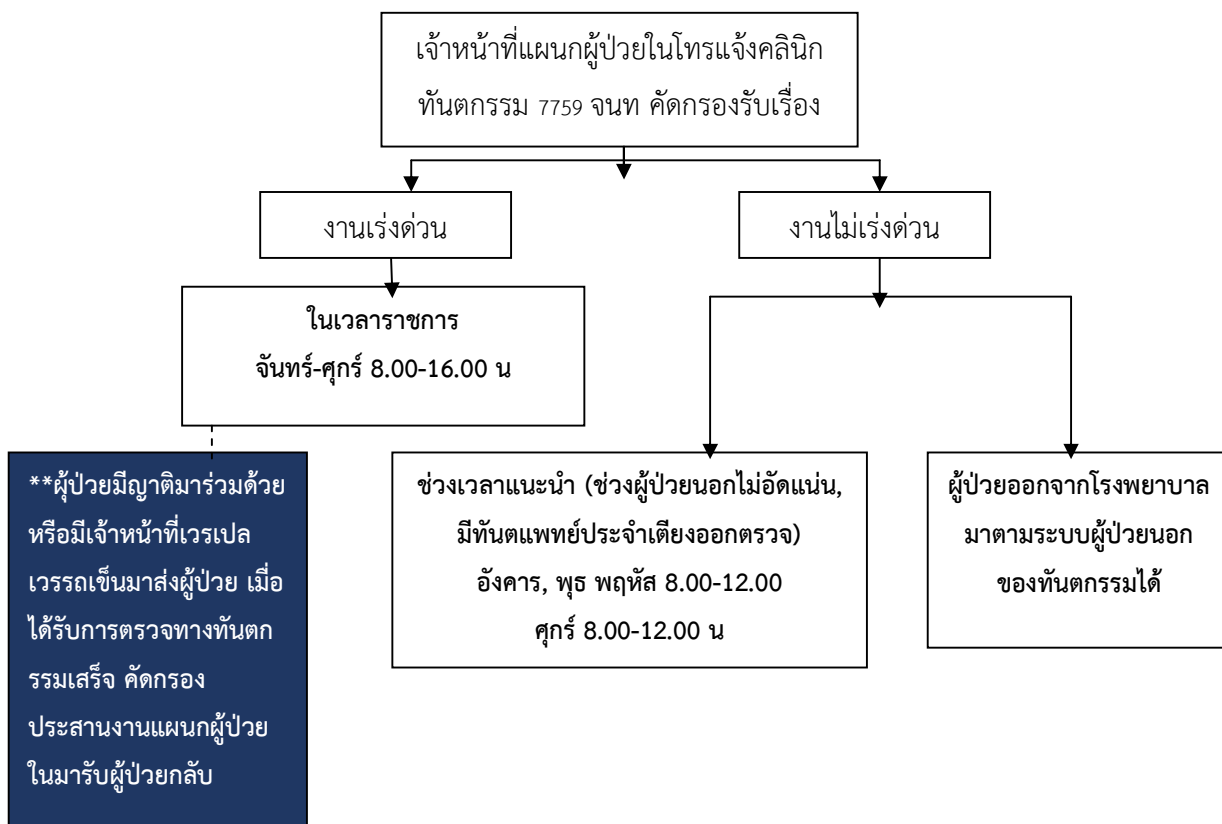 เจ้าหน้าที่แผนกผู้ป่วยในโทรแจ้งคลินิก
ทันตกรรม 7759 จนท คัดกรองรับเรื่อง
งานเร่งด่วน
งานไม่เร่งด่วน
ในเวลาราชการ
จันทร์-ศุกร์ 8.00-16.00 น
**ผุ้ป่วยมีญาติมาร่วมด้วย
หรือมีเจ้าหน้าที่เวรเปล
เวรรถเข็นมาส่งผู้ป่วย เมื่อ
ได้รับการตรวจทางทันตก
รรมเสร็จ คัดกรอง
ประสานงานแผนกผู้ป่วย
ในมารับผู้ป่วยกลับ
ช่วงเวลาแนะนำ (ช่วงผู้ป่วยนอกไม่อัดแน่น,
มีทันตแพทย์ประจำเตียงออกตรวจ)
อังคาร, พุธ พฤหัส 8.00-12.00
ศุกร์ 8.00-12.00 น
ผู้ป่วยออกจากโรงพยาบาล
มาตามระบบผู้ป่วยนอก
ของทันตกรรมได้